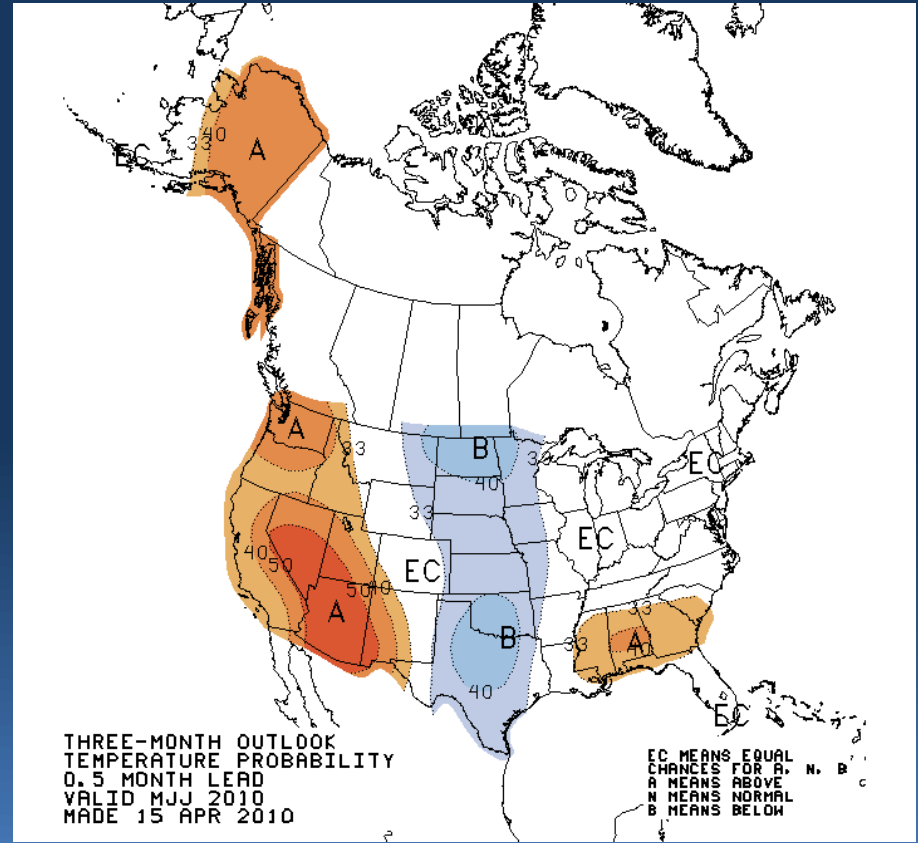 40
33
A
EC
A
33
B
33
40
EC
33
EC
40
50
EC
50
40
A
33
B
33
A
40
40
EC
THREE-MONTH OUTLOOK
TEMPERATURE PROBABILITY
0.5 MONTH LEAD
VALID MJJ 2010
MADE 15 APR 2010
EC MEANS EQUAL
CHANCES FOR A, N, B
A MEANS ABOVE
N MEANS NORMAL
B MEANS BELOW